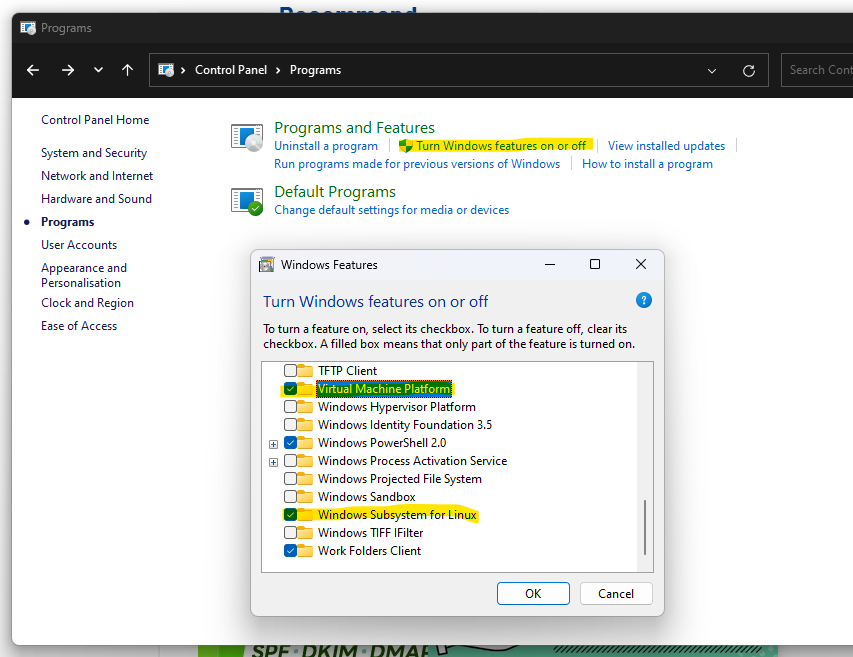 Recommend
Programs
Control Panel > Programs
Search Cont
Control Panel Home
System and Security
Network and Internet
Hardware and Sound
Programs
User Accounts
Appearance and
Personalisation
Clock and Region
Ease of Access
Programs and Features
Uninstall a program
Turn Windows features on or off
View installed updates
Run programs made for previous versions of Windows
How to install a program
Default Programs
Change default settings for media or devices
Windows Features
Turn Windows features on or off
?
To turn a feature on, select its checkbox. To turn a feature off, clear its
checkbox. A filled box means that only part of the feature is turned on.
TFTP Client
Virtual Machine Platform
Windows Hypervisor Platform
Windows Identity Foundation 3.5
Windows PowerShell 2.0
Windows Process Activation Service
Windows Projected File System
Windows Sandbox
Windows Subsystem for Linux
Windows TIFF IFilter
Work Folders Client
OK
Cancel
SPF · DKIM · DMAR